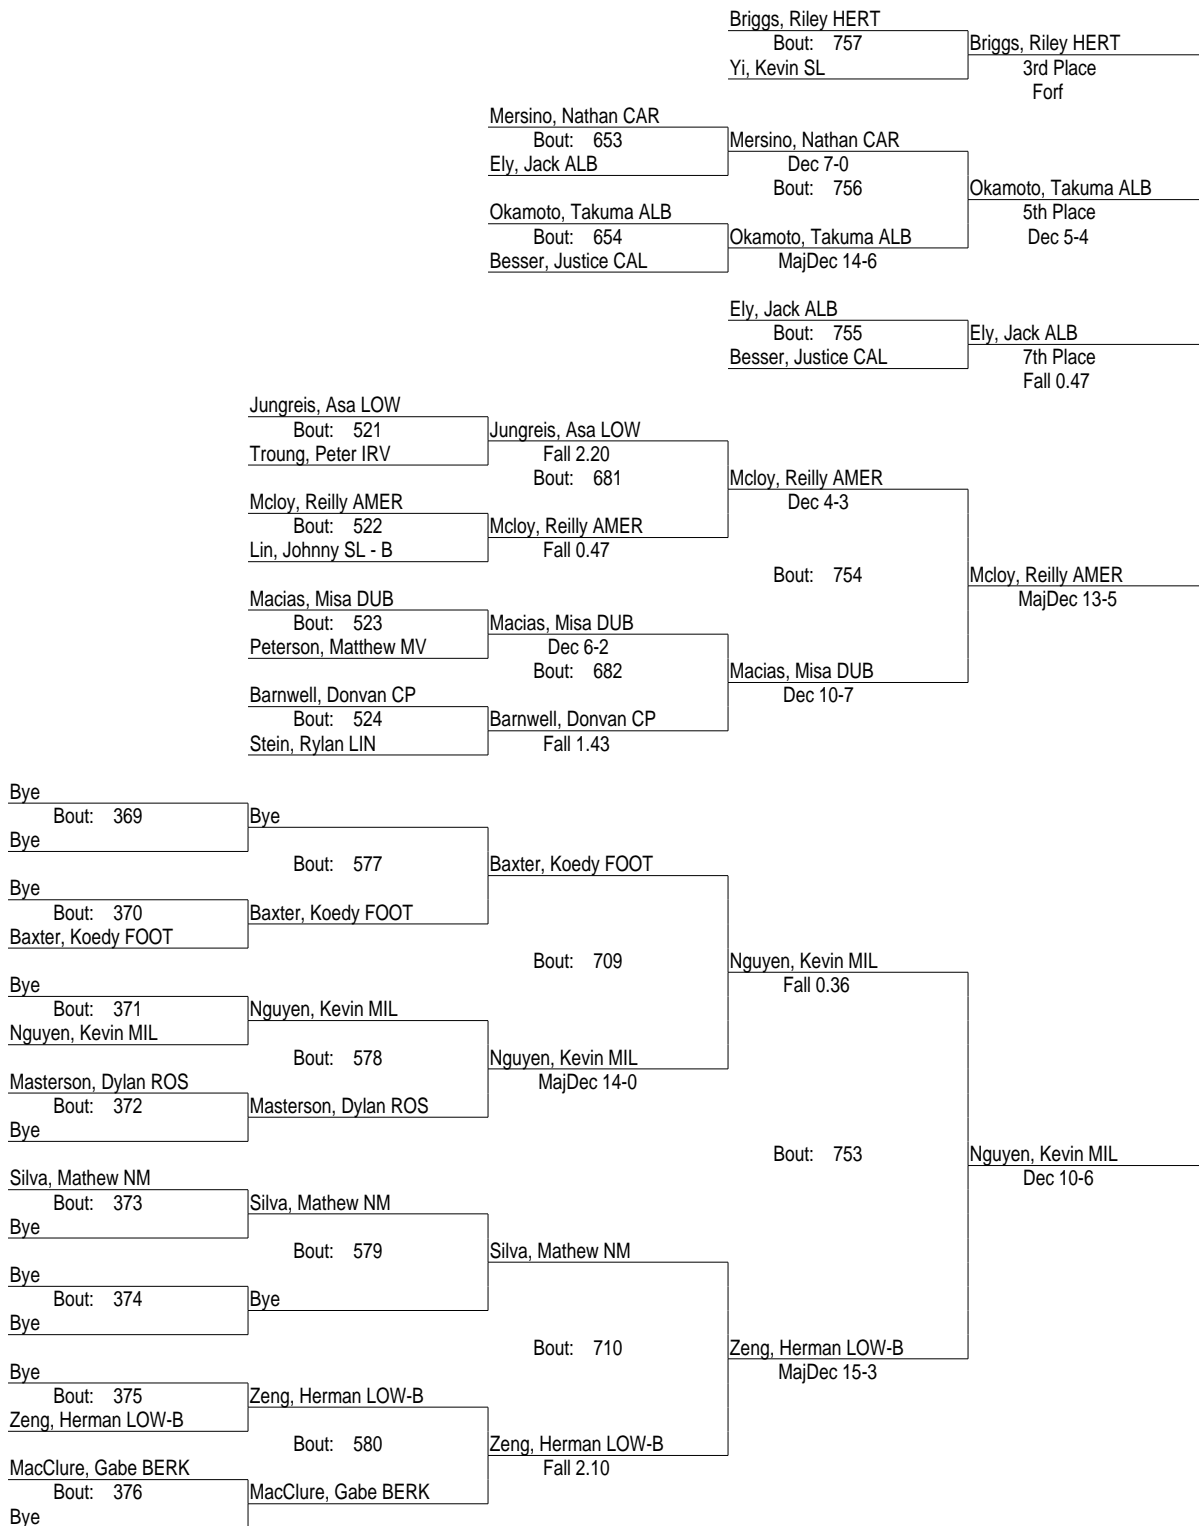 Briggs, Riley HERT
Bout: 757
Yi, Kevin SL
Briggs, Riley HERT
3rd Place
Forf
Mersino, Nathan CAR
Bout: 653
Ely, Jack ALB
Mersino, Nathan CAR
Dec 7-0
Bout: 756
Okamoto, Takuma ALB
5th Place
Dec 5-4
Okamoto, Takuma ALB
Bout: 654
Besser, Justice CAL
Okamoto, Takuma ALB
MajDec 14-6
Ely, Jack ALB
Bout: 755
Besser, Justice CAL
Ely, Jack ALB
7th Place
Fall 0.47
Jungreis, Asa LOW
Bout: 521
Troung, Peter IRV
Jungreis, Asa LOW
Fall 2.20
Bout: 681
Mcloy, Reilly AMER
Dec 4-3
Mcloy, Reilly AMER
Bout: 522
Lin, Johnny SL - B
Mcloy, Reilly AMER
Fall 0.47
Bout: 754
Mcloy, Reilly AMER
MajDec 13-5
Macias, Misa DUB
Bout: 523
Peterson, Matthew MV
Macias, Misa DUB
Dec 6-2
Bout: 682
Macias, Misa DUB
Dec 10-7
Barnwell, Donvan CP
Bout: 524
Stein, Rylan LIN
Barnwell, Donvan CP
Fall 1.43
Bye
Bout: 369
Bye
Bye
Bout: 577
Baxter, Koedy FOOT
Bye
Bout: 370
Baxter, Koedy FOOT
Baxter, Koedy FOOT
Bout: 709
Nguyen, Kevin MIL
Fall 0.36
Bye
Bout: 371
Nguyen, Kevin MIL
Nguyen, Kevin MIL
Bout: 578
Nguyen, Kevin MIL
MajDec 14-0
Masterson, Dylan ROS
Bout: 372
Bye
Masterson, Dylan ROS
Bout: 753
Nguyen, Kevin MIL
Dec 10-6
Silva, Mathew NM
Bout: 373
Bye
Silva, Mathew NM
Bout: 579
Silva, Mathew NM
Bye
Bout: 374
Bye
Bye
Bout: 710
Zeng, Herman LOW-B
MajDec 15-3
Bye
Bout: 375
Zeng, Herman LOW-B
Zeng, Herman LOW-B
Bout: 580
Zeng, Herman LOW-B
Fall 2.10
MacClure, Gabe BERK
Bout: 376
Bye
MacClure, Gabe BERK